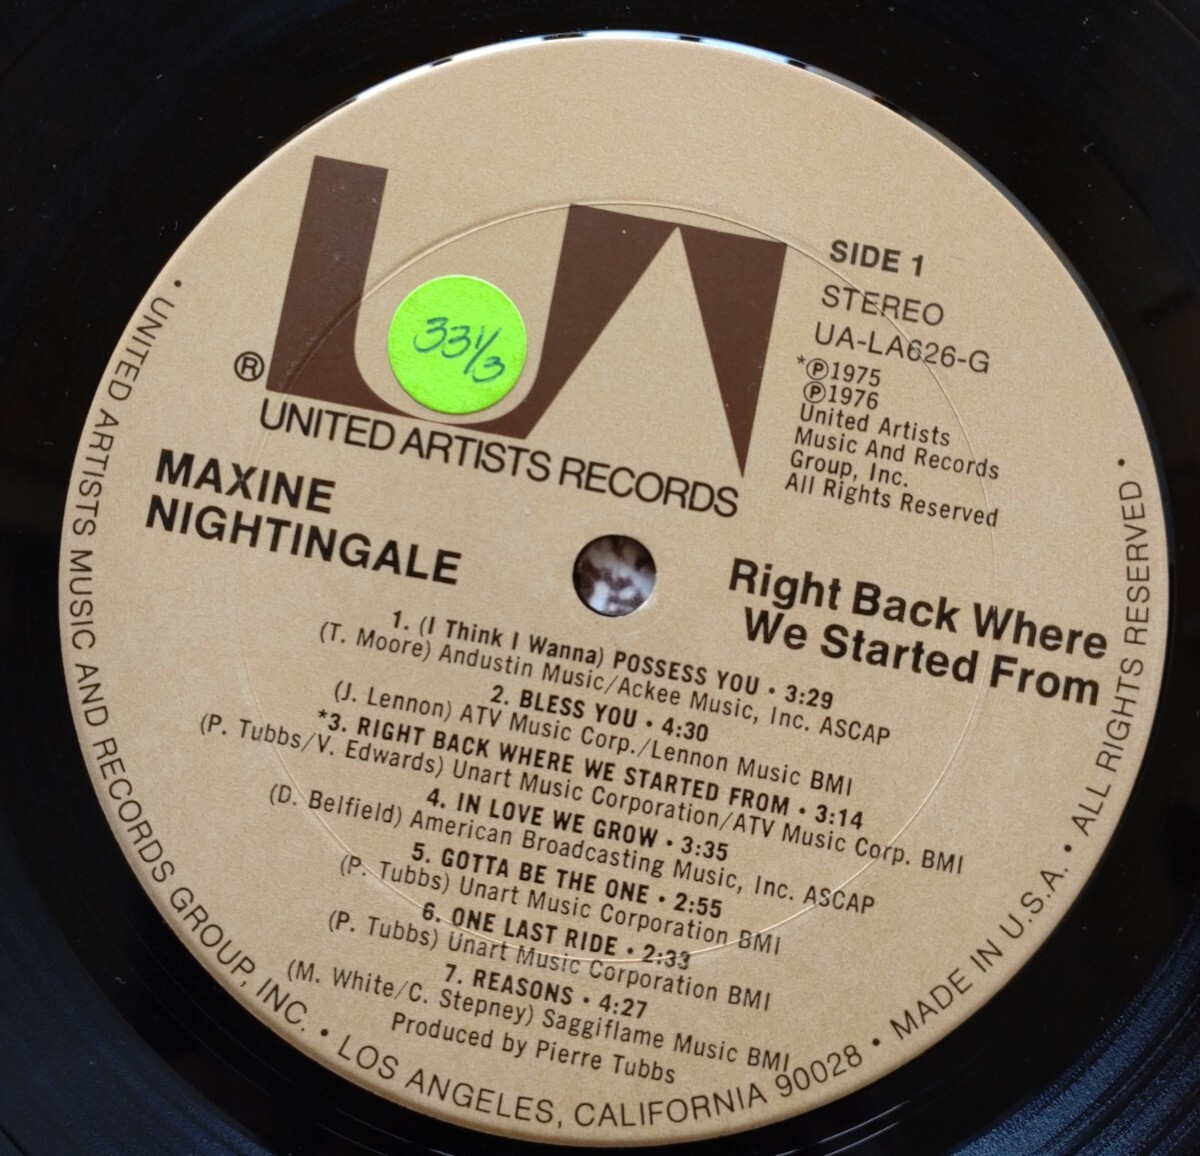 33 1/3
®
UNITED ARTISTS RECORDS
SIDE 1
STEREO
UA-LA626-G
*Ⓟ1975
Ⓟ1976
United Artists
Music And Records
Group, Inc.
All Rights Reserved
MAXINE
NIGHTINGALE
Right Back Where
We Started From
1. (I Think I Wanna) POSSESS YOU • 3:29
(T. Moore) Andustin Music/Ackee Music, Inc. ASCAP
2. BLESS YOU • 4:30
(J. Lennon) ATV Music Corp./Lennon Music BMI
*3. RIGHT BACK WHERE WE STARTED FROM • 3:14
(P. Tubbs/V. Edwards) Unart Music Corporation/ATV Music Corp. BMI
4. IN LOVE WE GROW • 3:35
(D. Belfield) American Broadcasting Music, Inc. ASCAP
5. GOTTA BE THE ONE • 2:55
(P. Tubbs) Unart Music Corporation BMI
6. ONE LAST RIDE • 2:33
(P. Tubbs) Unart Music Corporation BMI
7. REASONS • 4:27
(M. White/C. Stepney) Saggiflame Music BMI
Produced by Pierre Tubbs
• UNITED ARTISTS MUSIC AND RECORDS GROUP, INC. • LOS ANGELES, CALIFORNIA 90028 • MADE IN U.S.A. • ALL RIGHTS RESERVED •